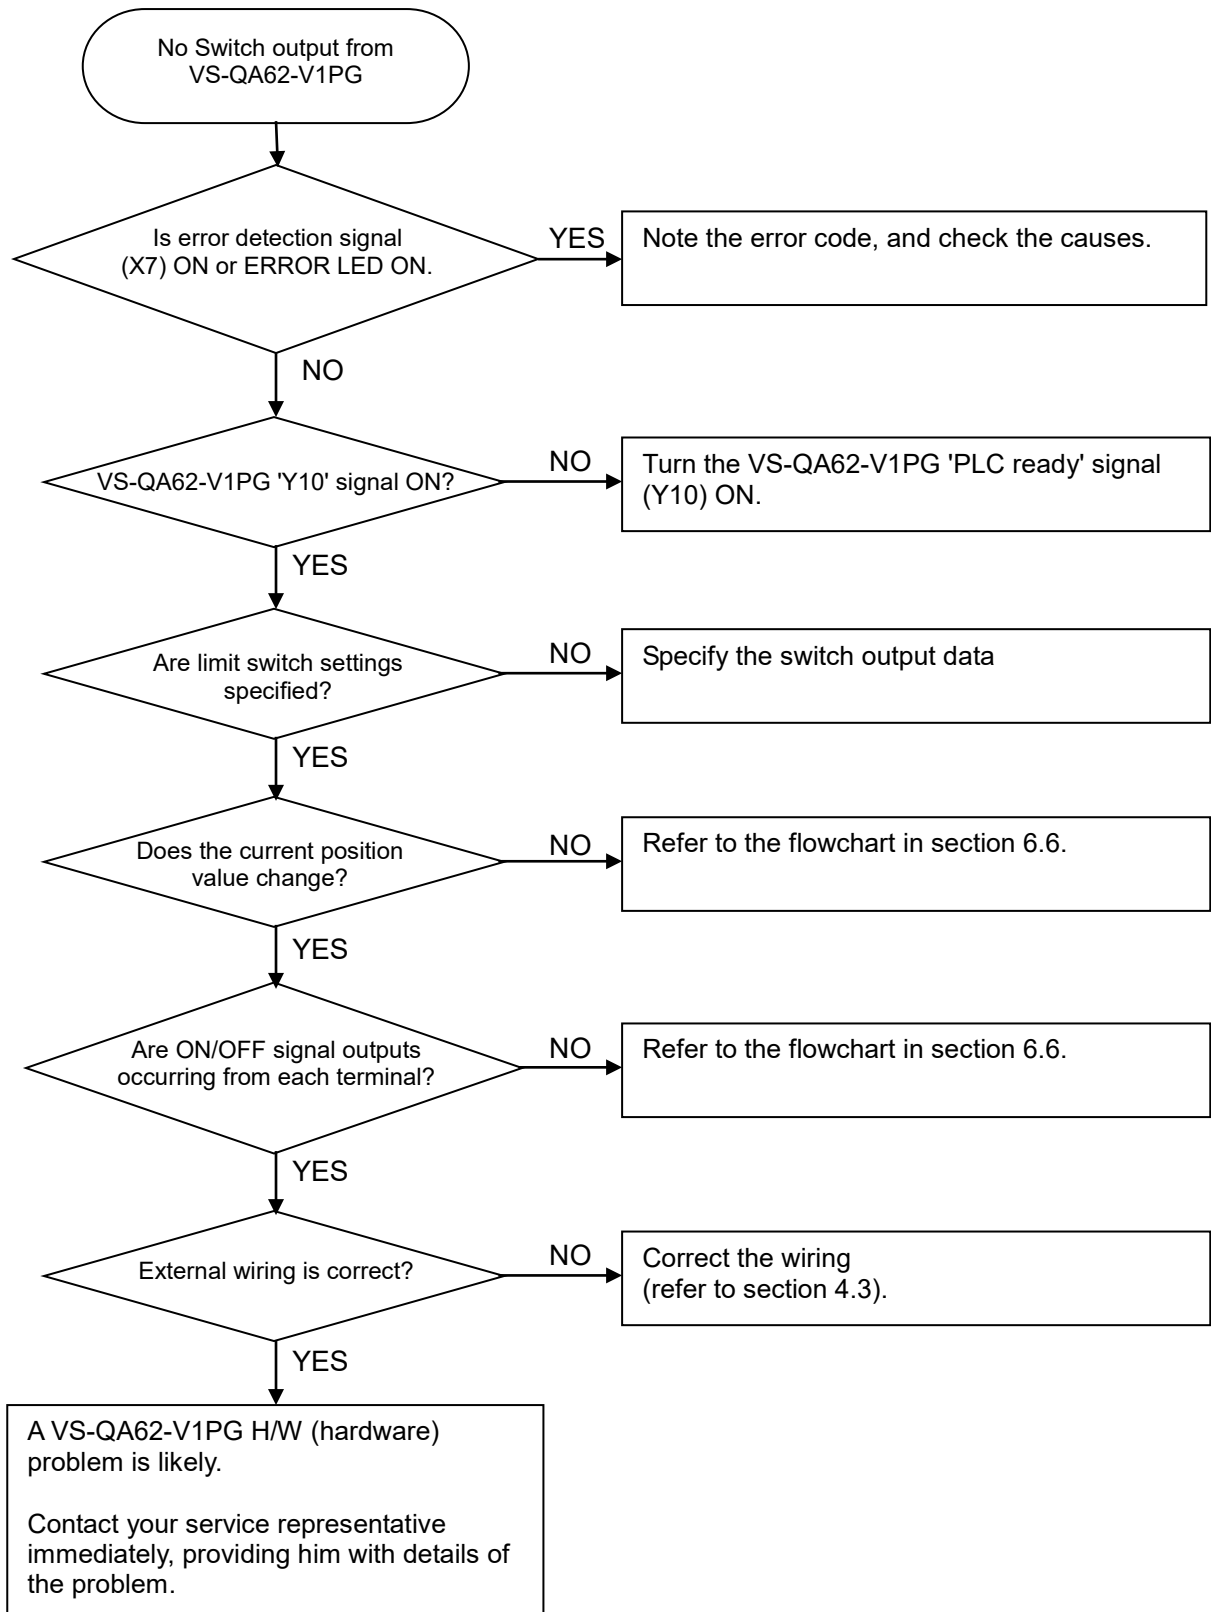 No Switch output from
VS-QA62-V1PG
Is error detection signal
(X7) ON or ERROR LED ON.
YES
Note the error code, and check the causes.
NO
VS-QA62-V1PG 'Y10' signal ON?
NO
Turn the VS-QA62-V1PG 'PLC ready' signal
(Y10) ON.
YES
Are limit switch settings
specified?
NO
Specify the switch output data
YES
Does the current position
value change?
NO
Refer to the flowchart in section 6.6.
YES
Are ON/OFF signal outputs
occurring from each terminal?
NO
Refer to the flowchart in section 6.6.
YES
External wiring is correct?
NO
Correct the wiring
(refer to section 4.3).
YES
A VS-QA62-V1PG H/W (hardware)
problem is likely.
Contact your service representative
immediately, providing him with details of
the problem.